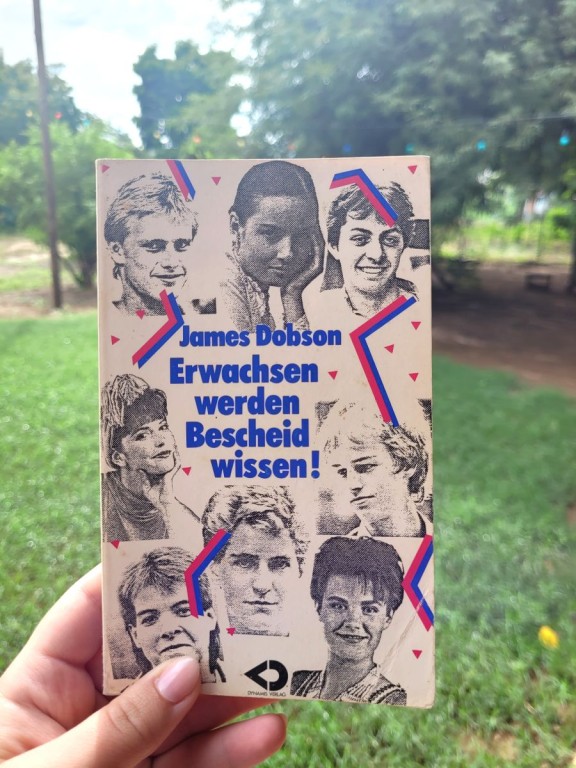 James Dobson
Erwachsen
werden
Bescheid
wissen!
DYNAMIS VERLAG